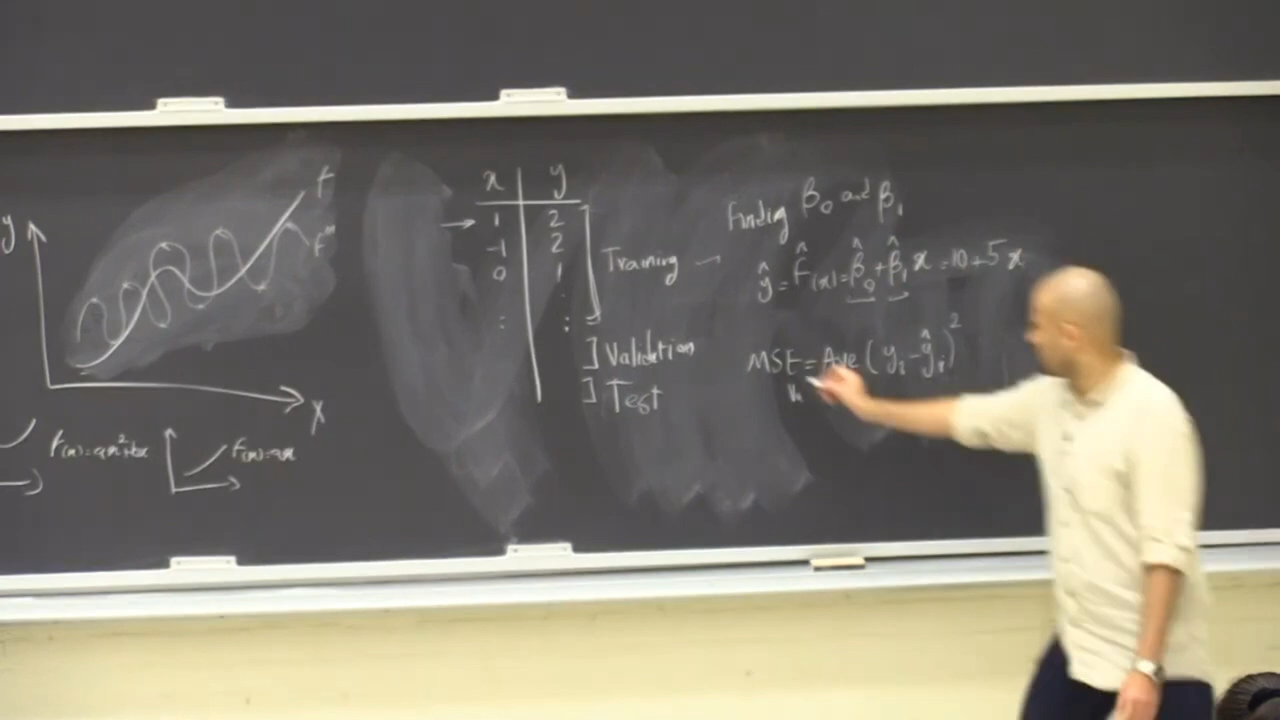 y
f
x
f(x)=ax²+bx
f(x)=ax
x y
→ 1 2
-1 2
0 1
: :
Training
Validation
Test
Finding β₀ and β₁
ŷ = f̂(x) = β̂₀ + β̂₁ x = 10 + 5x
MSE = Ave ( yᵢ - ŷᵢ )²